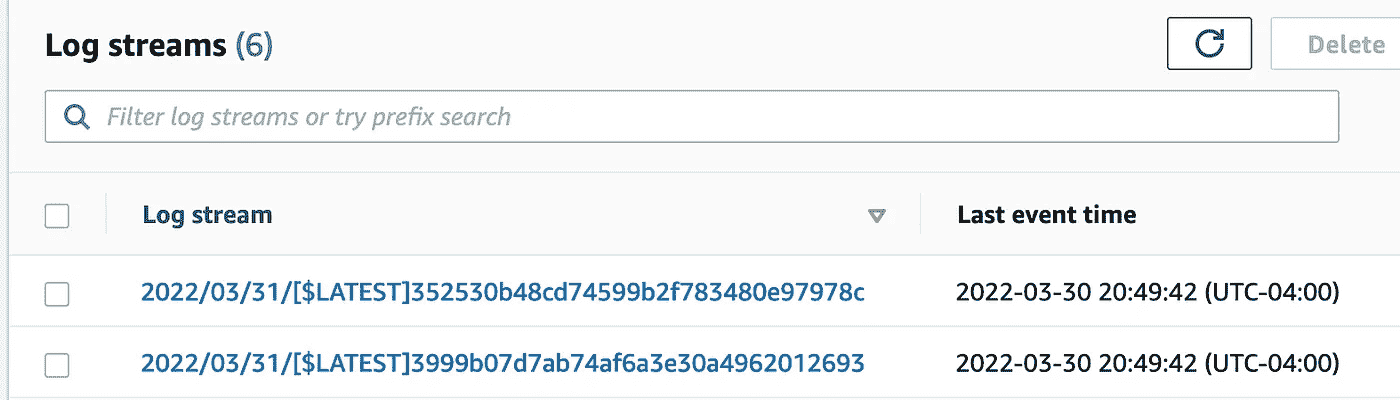 Log streams (6)
Delete
Filter log streams or try prefix search
Log stream Last event time
2022/03/31/[$LATEST]352530b48cd74599b2f783480e97978c 2022-03-30 20:49:42 (UTC-04:00)
2022/03/31/[$LATEST]3999b07d7ab74af6a3e30a4962012693 2022-03-30 20:49:42 (UTC-04:00)